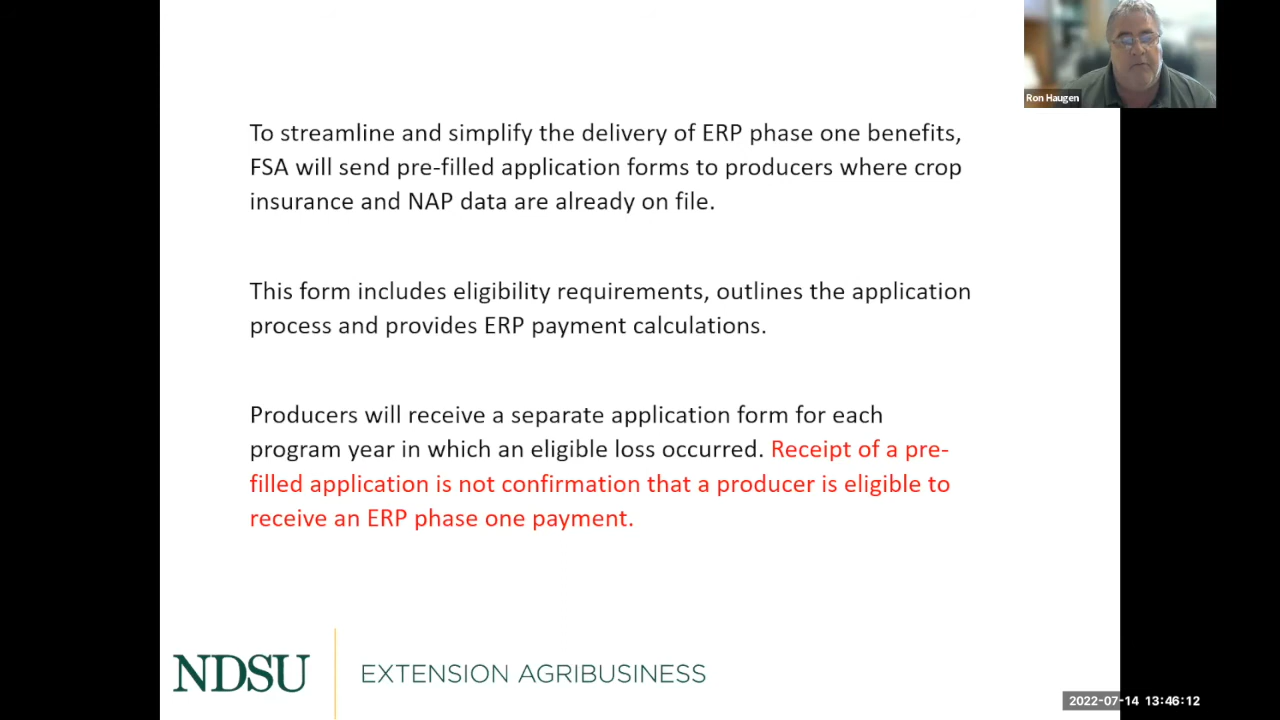 Ron Haugen
To streamline and simplify the delivery of ERP phase one benefits,
FSA will send pre-filled application forms to producers where crop
insurance and NAP data are already on file.
This form includes eligibility requirements, outlines the application
process and provides ERP payment calculations.
Producers will receive a separate application form for each
program year in which an eligible loss occurred. Receipt of a pre-
filled application is not confirmation that a producer is eligible to
receive an ERP phase one payment.
NDSU
EXTENSION AGRIBUSINESS
2022-07-14 13:46:12